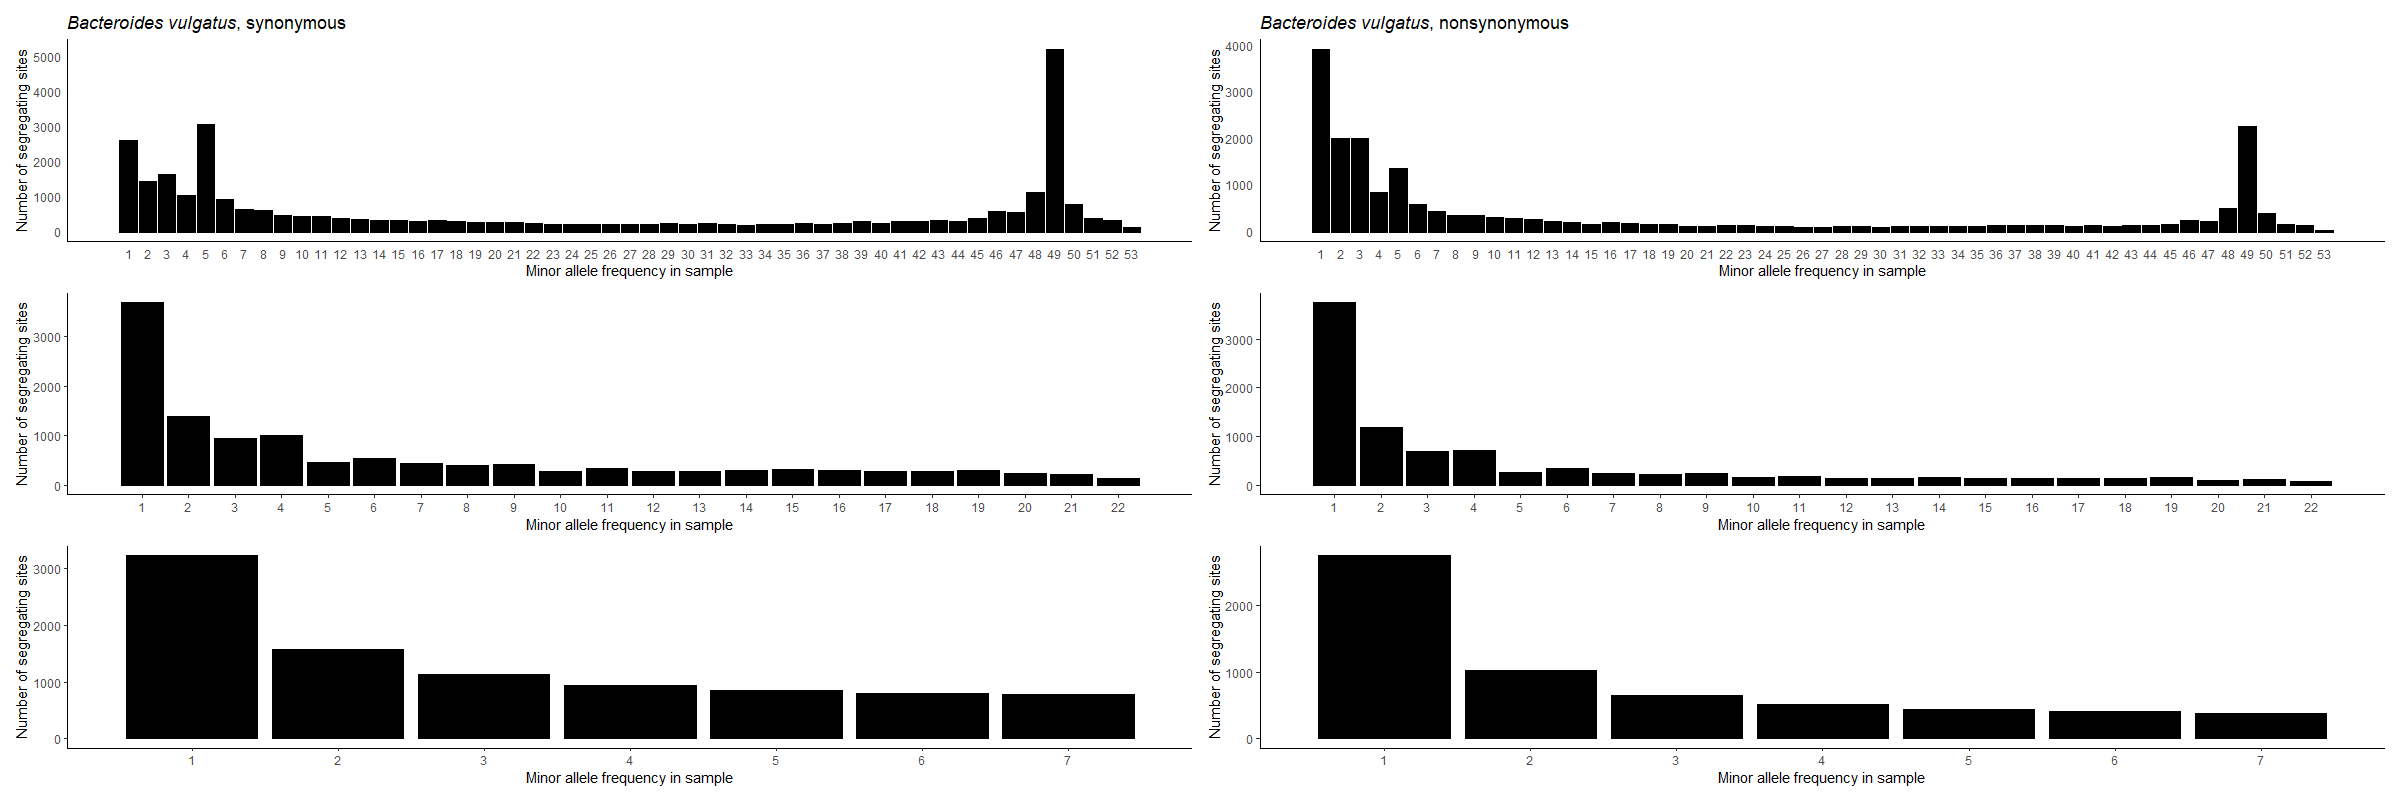 Bacteroides vulgatus, synonymous
Number of segregating sites
5000
4000
3000
2000
1000
0
1 2 3 4 5 6 7 8 9 10 11 12 13 14 15 16 17 18 19 20 21 22 23 24 25 26 27 28 29 30 31 32 33 34 35 36 37 38 39 40 41 42 43 44 45 46 47 48 49 50 51 52 53
Minor allele frequency in sample
Bacteroides vulgatus, nonsynonymous
Number of segregating sites
4000
3000
2000
1000
0
1 2 3 4 5 6 7 8 9 10 11 12 13 14 15 16 17 18 19 20 21 22 23 24 25 26 27 28 29 30 31 32 33 34 35 36 37 38 39 40 41 42 43 44 45 46 47 48 49 50 51 52 53
Minor allele frequency in sample
Number of segregating sites
3000
2000
1000
0
1 2 3 4 5 6 7 8 9 10 11 12 13 14 15 16 17 18 19 20 21 22
Minor allele frequency in sample
Number of segregating sites
3000
2000
1000
0
1 2 3 4 5 6 7 8 9 10 11 12 13 14 15 16 17 18 19 20 21 22
Minor allele frequency in sample
Number of segregating sites
3000
2000
1000
0
1 2 3 4 5 6 7
Minor allele frequency in sample
Number of segregating sites
2000
1000
0
1 2 3 4 5 6 7
Minor allele frequency in sample